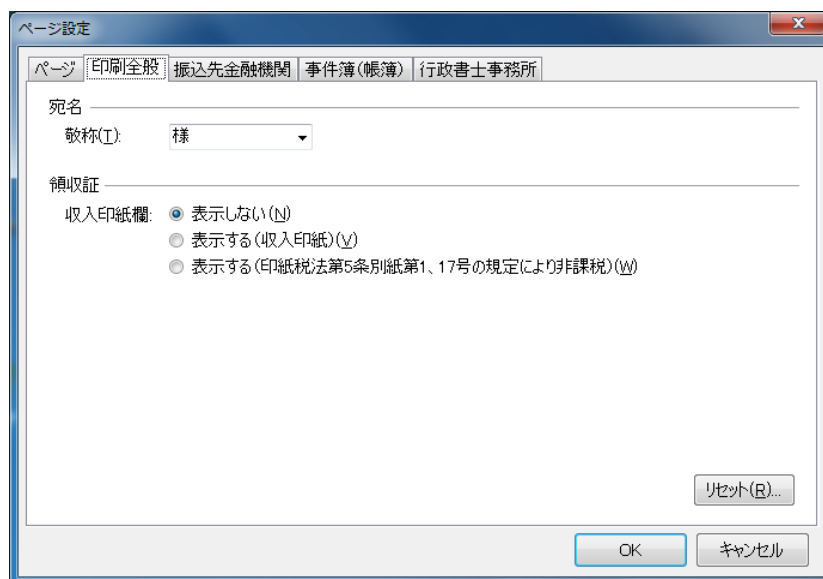 ページ設定
ページ 印刷全般 振込先金融機関 事件簿(帳簿) 行政書士事務所
宛名
敬称(T): 様
領収証
収入印紙欄: 表示しない(N)
表示する(収入印紙)(V)
表示する(印紙税法第5条別紙第1、17号の規定により非課税)(W)
リセット(R)...
OK キャンセル